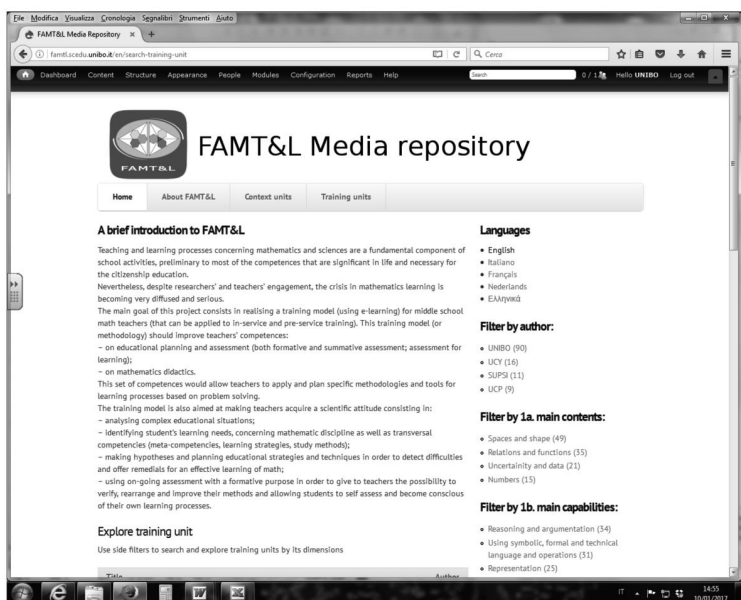 File Modifica Visualizza Cronologia Segnalibri Strumenti Aiuto
FAMT&L Media Repository × +
famtl.scedu.unibo.it/en/search-training-unit
Cerca
Dashboard Content Structure Appearance People Modules Configuration Reports Help
Search
Hello UNIBO Log out
FAMT&L
FAMT&L Media repository
Home About FAMT&L Context units Training units
A brief introduction to FAMT&L
Teaching and learning processes concerning mathematics and sciences are a fundamental component of
school activities, preliminary to most of the competences that are significant in life and necessary for
the citizenship education.
Nevertheless, despite researchers' and teachers' engagement, the crisis in mathematics learning is
becoming very diffused and serious.
The main goal of this project consists in realising a training model (using e-learning) for middle school
math teachers (that can be applied to in-service and pre-service training). This training model (or
methodology) should improve teachers' competences:
– on educational planning and assessment (both formative and summative assessment; assessment for
learning);
– on mathematics didactics.
This set of competences would allow teachers to apply and plan specific methodologies and tools for
learning processes based on problem solving.
The training model is also aimed at making teachers acquire a scientific attitude consisting in:
– analysing complex educational situations;
– identifying student's learning needs, concerning mathematic discipline as well as transversal
competencies (meta-competencies, learning strategies, study methods);
– making hypotheses and planning educational strategies and techniques in order to detect difficulties
and offer remedials for an effective learning of math;
– using on-going assessment with a formative purpose in order to give to teachers the possibility to
verify, rearrange and improve their methods and allowing students to self assess and become conscious
of their own learning processes.
Explore training unit
Use side filters to search and explore training units by its dimensions
Title Author
Languages
English
Italiano
Français
Nederlands
Ελληνικά
Filter by author:
UNIBO (90)
UCY (16)
SUPSI (11)
UCP (9)
Filter by 1a. main contents:
Spaces and shape (49)
Relations and functions (35)
Uncertainity and data (21)
Numbers (15)
Filter by 1b. main capabilities:
Reasoning and argumentation (34)
Using symbolic, formal and technical
language and operations (31)
Representation (25)
IT
14:55
10/01/2017